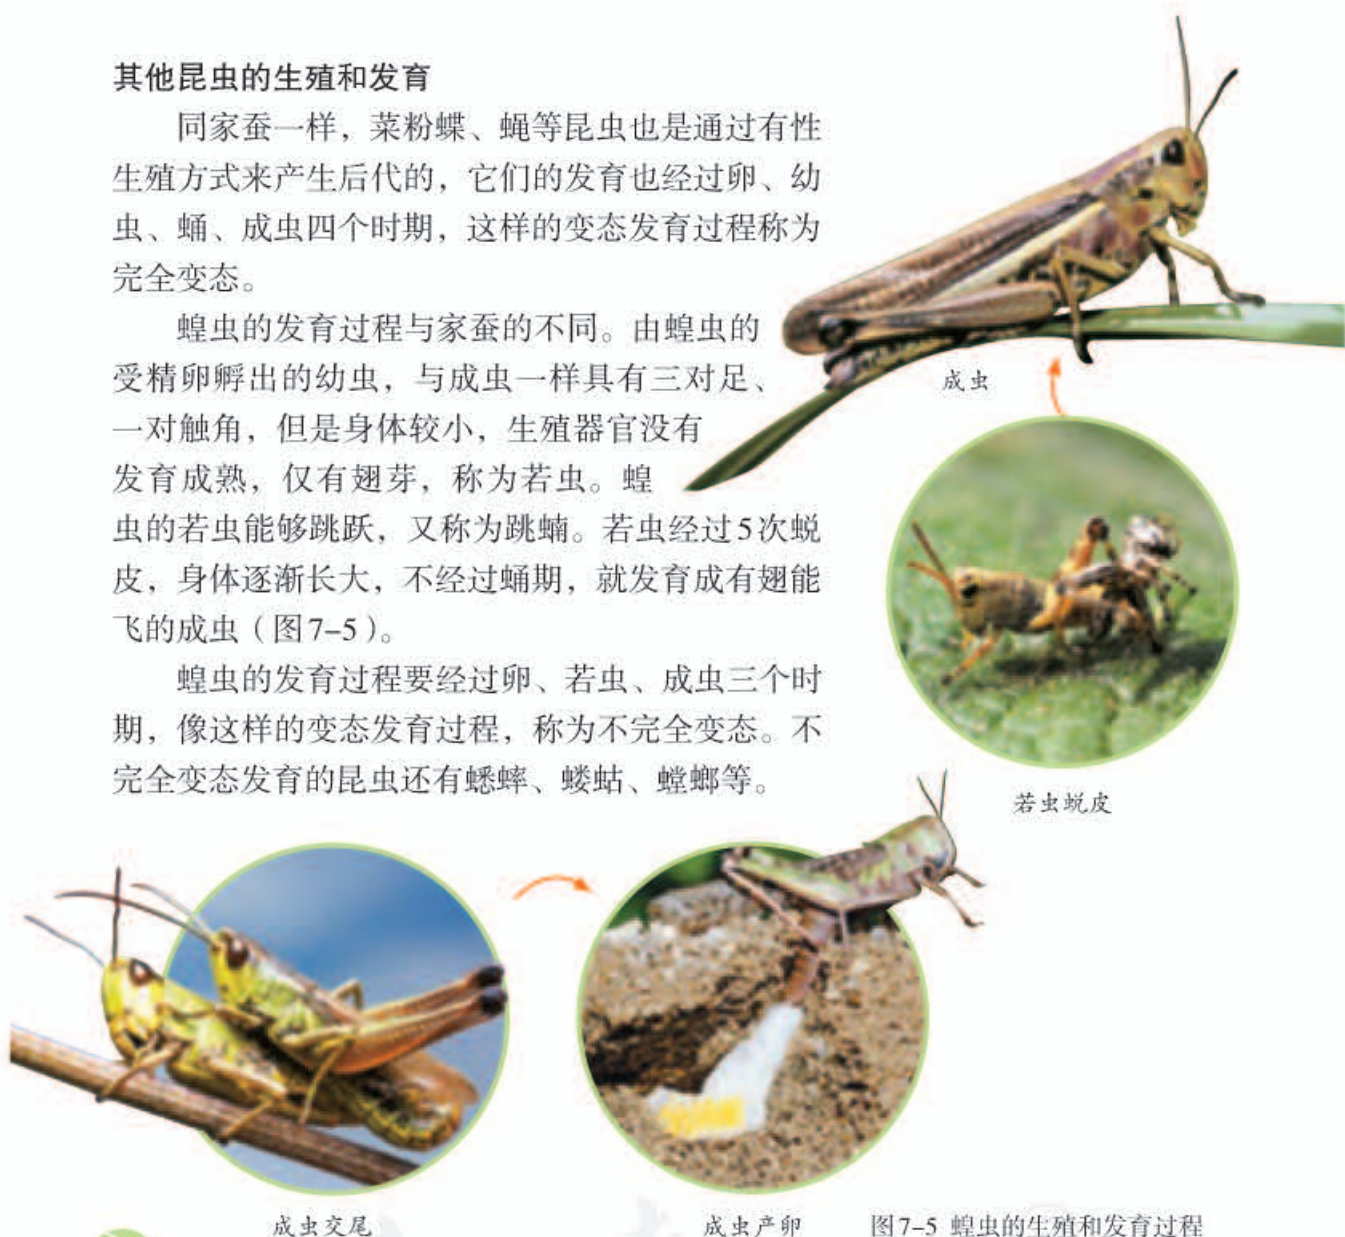 其他昆虫的生殖和发育
同家蚕一样，菜粉蝶、蝇等昆虫也是通过有性
生殖方式来产生后代的，它们的发育也经过卵、幼
虫、蛹、成虫四个时期，这样的变态发育过程称为
完全变态。
蝗虫的发育过程与家蚕的不同。由蝗虫的
受精卵孵出的幼虫，与成虫一样具有三对足、
一对触角，但是身体较小，生殖器官没有
发育成熟，仅有翅芽，称为若虫。蝗
虫的若虫能够跳跃，又称为跳蝻。若虫经过5次蜕
皮，身体逐渐长大，不经过蛹期，就发育成有翅能
飞的成虫（图7-5）。
蝗虫的发育过程要经过卵、若虫、成虫三个时
期，像这样的变态发育过程，称为不完全变态。不
完全变态发育的昆虫还有蟋蟀、蝼蛄、螳螂等。
成虫
若虫蜕皮
成虫交尾
成虫产卵
图7-5 蝗虫的生殖和发育过程